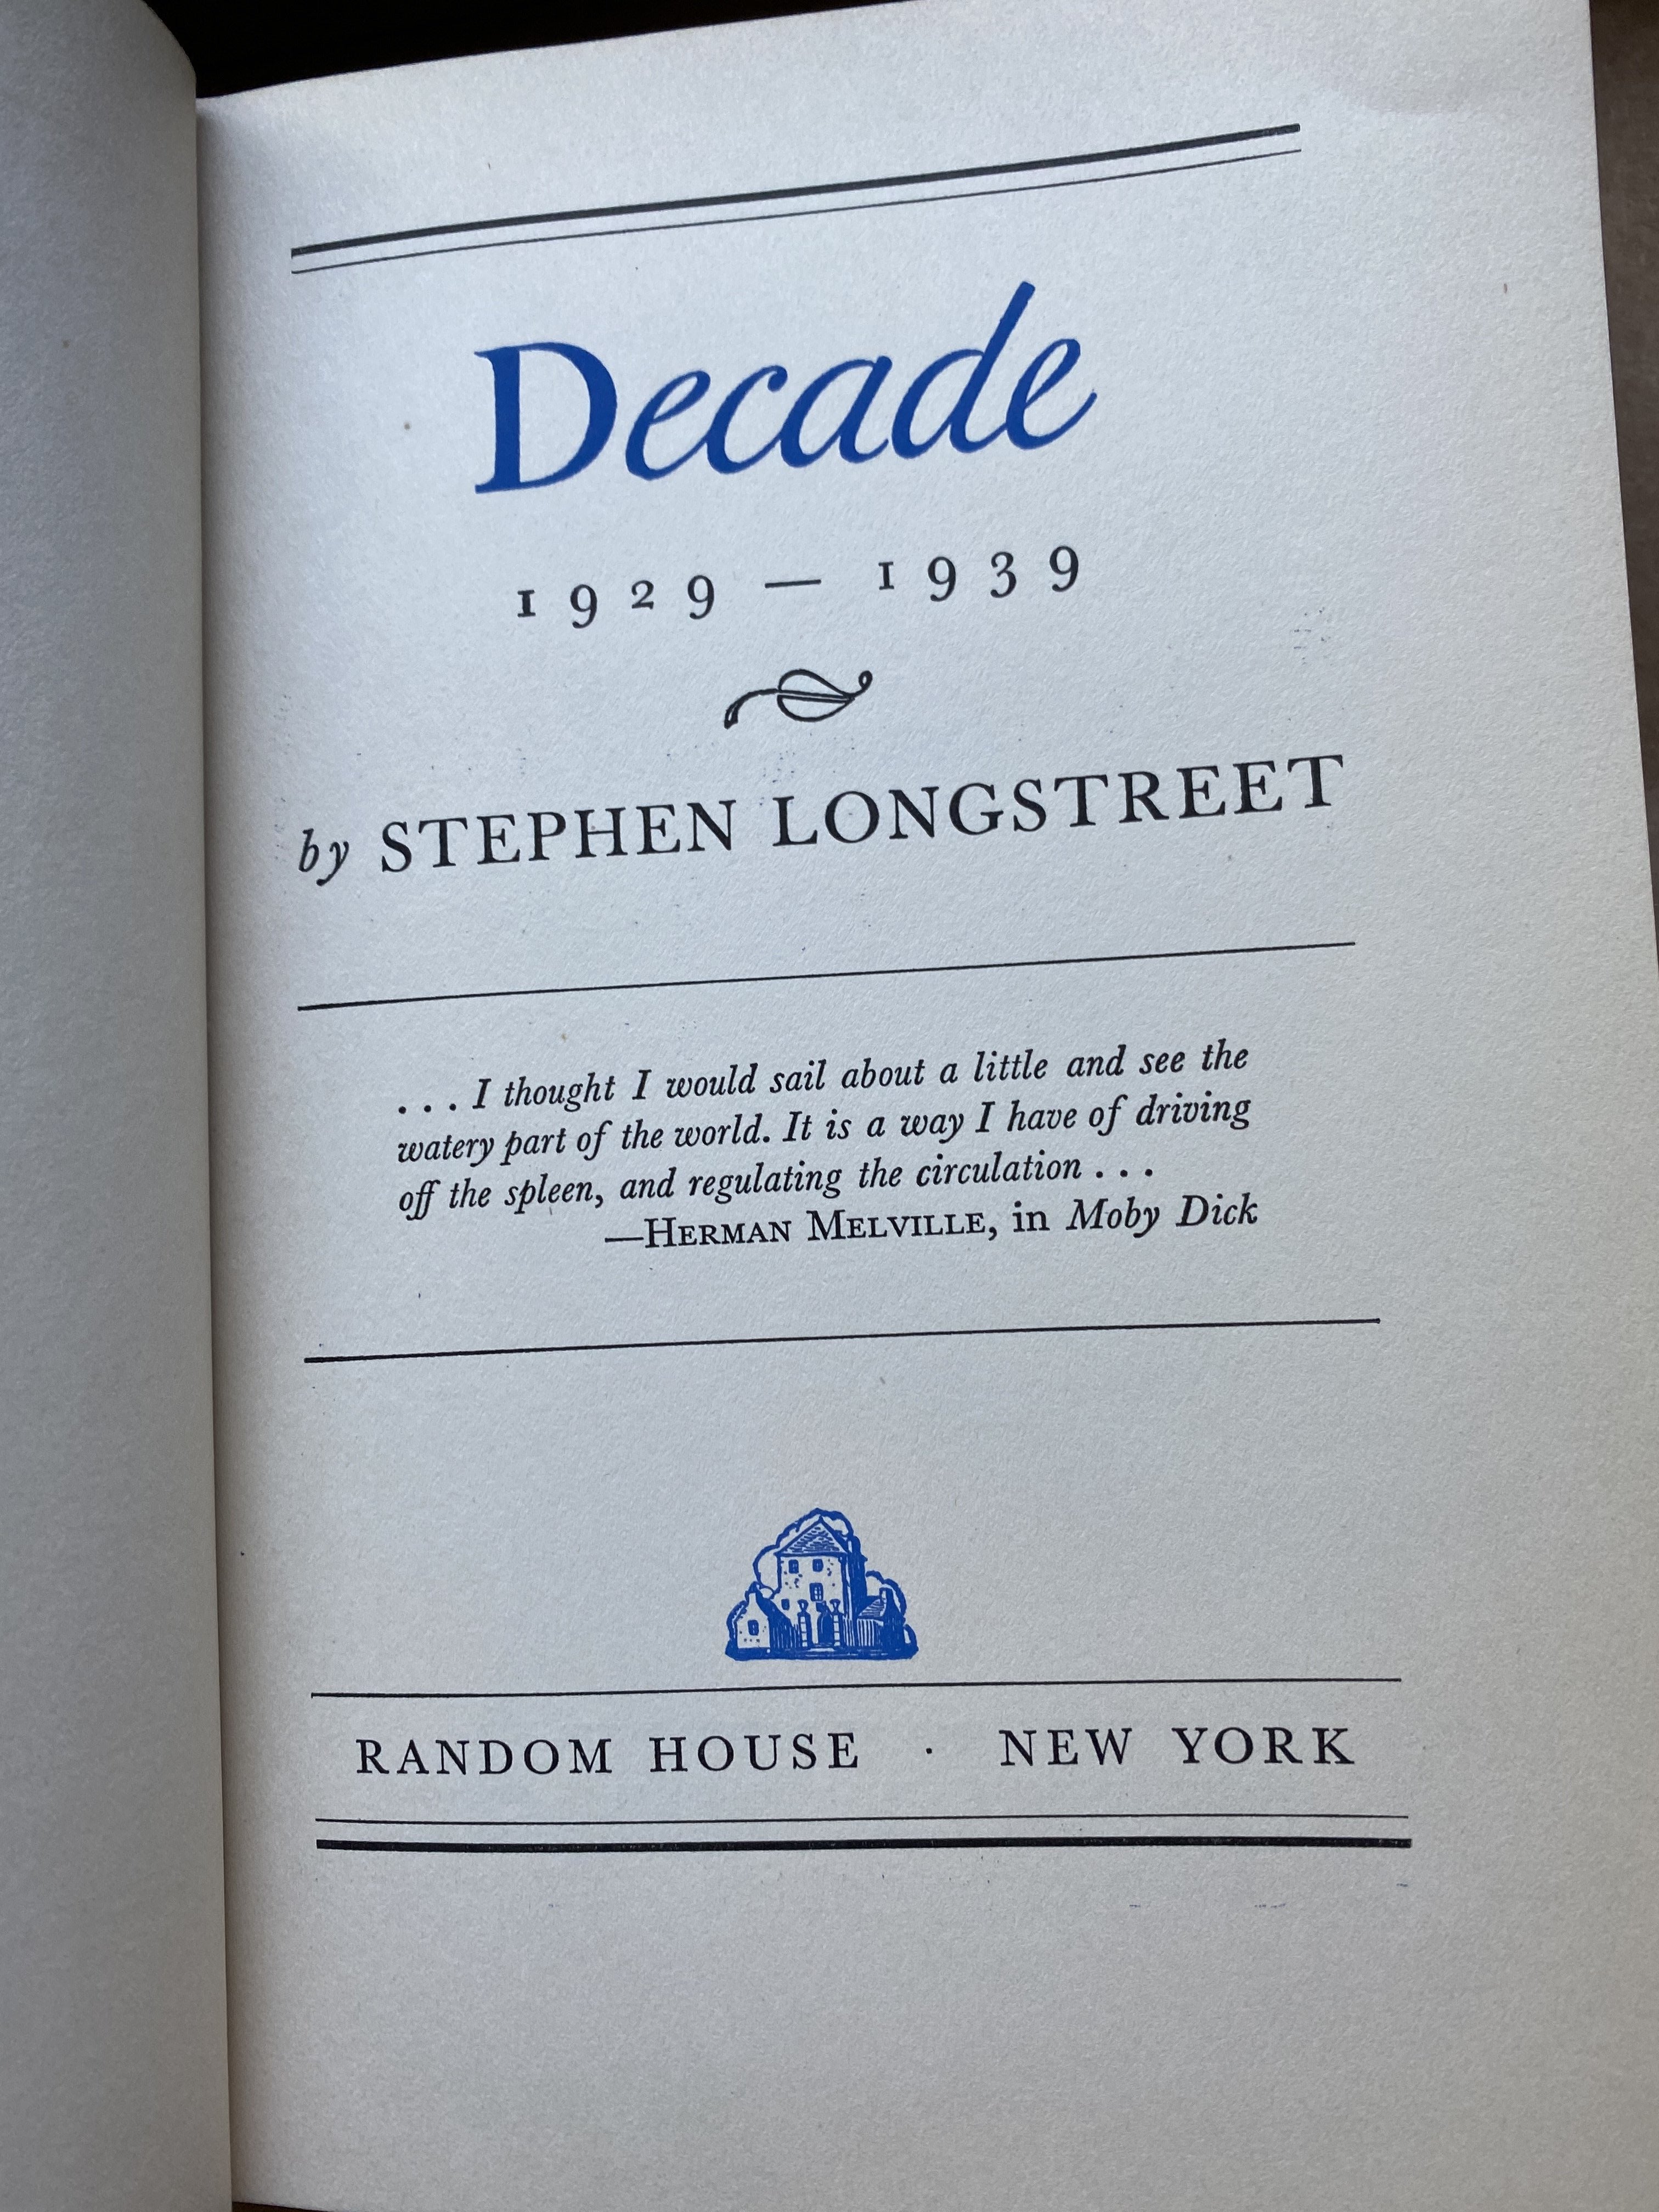 Decade
1929 — 1939
by STEPHEN LONGSTREET
. . . I thought I would sail about a little and see the
watery part of the world. It is a way I have of driving
off the spleen, and regulating the circulation . . .
—HERMAN MELVILLE, in Moby Dick
RANDOM HOUSE · NEW YORK